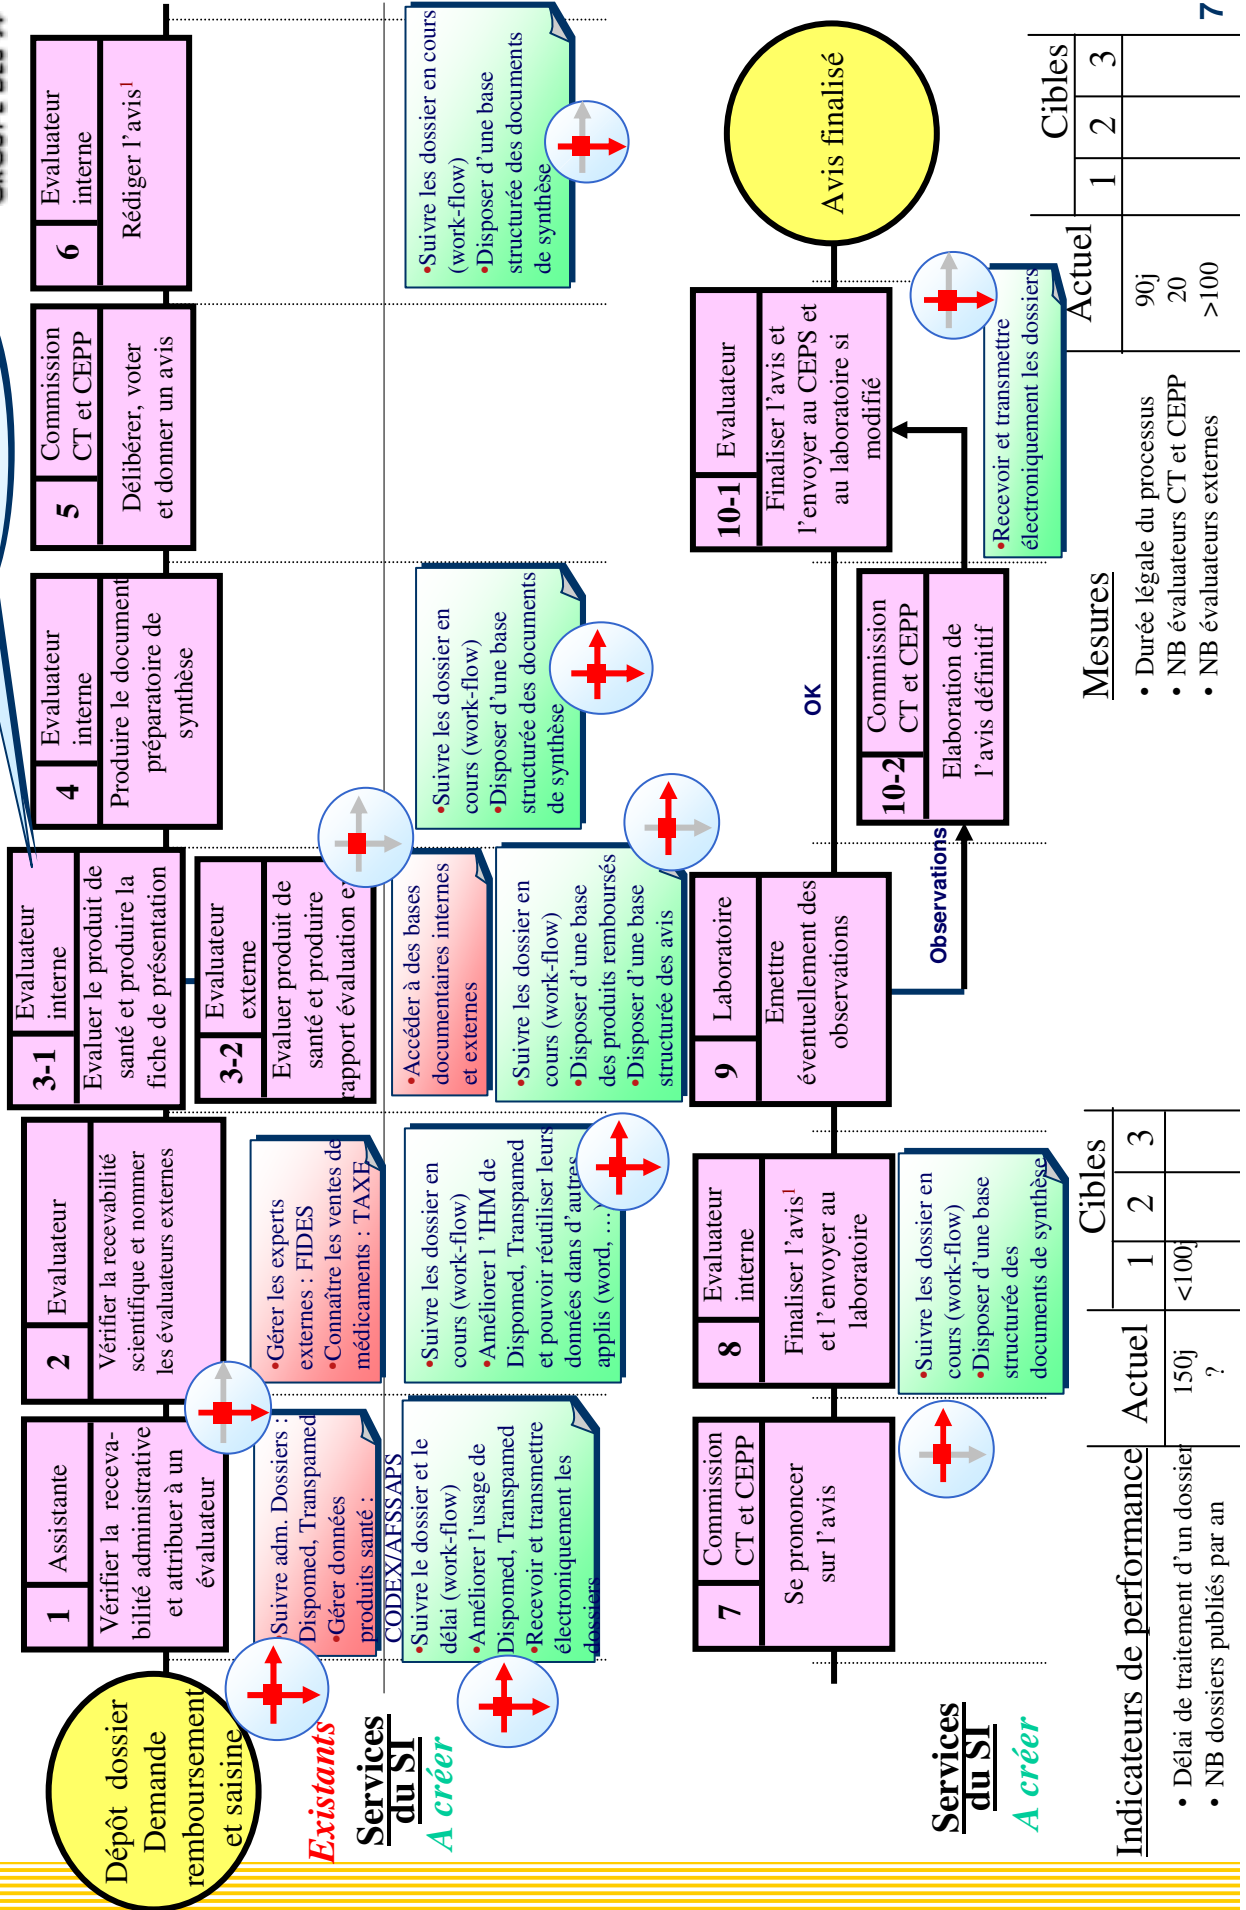 Dépôt dossier
Demande
remboursement
et saisine
1
Assistante
Vérifier la receva-
bilité administrative
et attribuer à un
évaluateur
2
Evaluateur
Vérifier la recevabilité
scientifique et nommer
les évaluateurs externes
3-1
Evaluateur
interne
Evaluer le produit de
santé et produire la
fiche de présentation
3-2
Evaluateur
externe
Evaluer produit de
santé et produire
rapport évaluation e
4
Evaluateur
interne
Produire le document
préparatoire de
synthèse
5
Commission
CT et CEPP
Délibérer, voter
et donner un avis
6
Evaluateur
interne
Rédiger l'avis1
Existants
•Suivre adm. Dossiers :
Dispomed, Transpamed
•Gérer données
produits santé :
CODEX/AFSSAPS
•Gérer les experts
externes : FIDES
•Connaître les ventes de
médicaments : TAXE
•Accéder à des bases
documentaires internes
et externes
Services
du SI
A créer
•Suivre le dossier et le
délai (work-flow)
•Améliorer l'usage de
Dispomed, Transpamed
•Recevoir et transmettre
électroniquement les
dossiers
•Suivre les dossier en
cours (work-flow)
•Améliorer l 'IHM de
Dispomed, Transpamed
et pouvoir réutiliser leurs
données dans d'autres
applis (word, …)
•Suivre les dossier en
cours (work-flow)
•Disposer d'une base
des produits remboursés
•Disposer d'une base
structurée des avis
•Suivre les dossier en
cours (work-flow)
•Disposer d'une base
structurée des documents
de synthèse
•Suivre les dossier en cours
(work-flow)
•Disposer d'une base
structurée des documents
de synthèse
7
Commission
CT et CEPP
Se prononcer
sur l'avis
8
Evaluateur
interne
Finaliser l'avis1
et l'envoyer au
laboratoire
9
Laboratoire
Emettre
éventuellement des
observations
OK
Observations
10-2
Commission
CT et CEPP
Elaboration de
l'avis définitif
10-1
Evaluateur
Finaliser l'avis et
l'envoyer au CEPS et
au laboratoire si
modifié
Avis finalisé
Services
du SI
A créer
•Suivre les dossier en
cours (work-flow)
•Disposer d'une base
structurée des
documents de synthèse
•Recevoir et transmettre
électroniquement les dossiers
Indicateurs de performance
Actuel
Cibles
1 2 3
• Délai de traitement d'un dossier 150j <100j
• NB dossiers publiés par an ?
Mesures
Actuel
Cibles
1 2 3
• Durée légale du processus 90j
• NB évaluateurs CT et CEPP 20
• NB évaluateurs externes >100
7